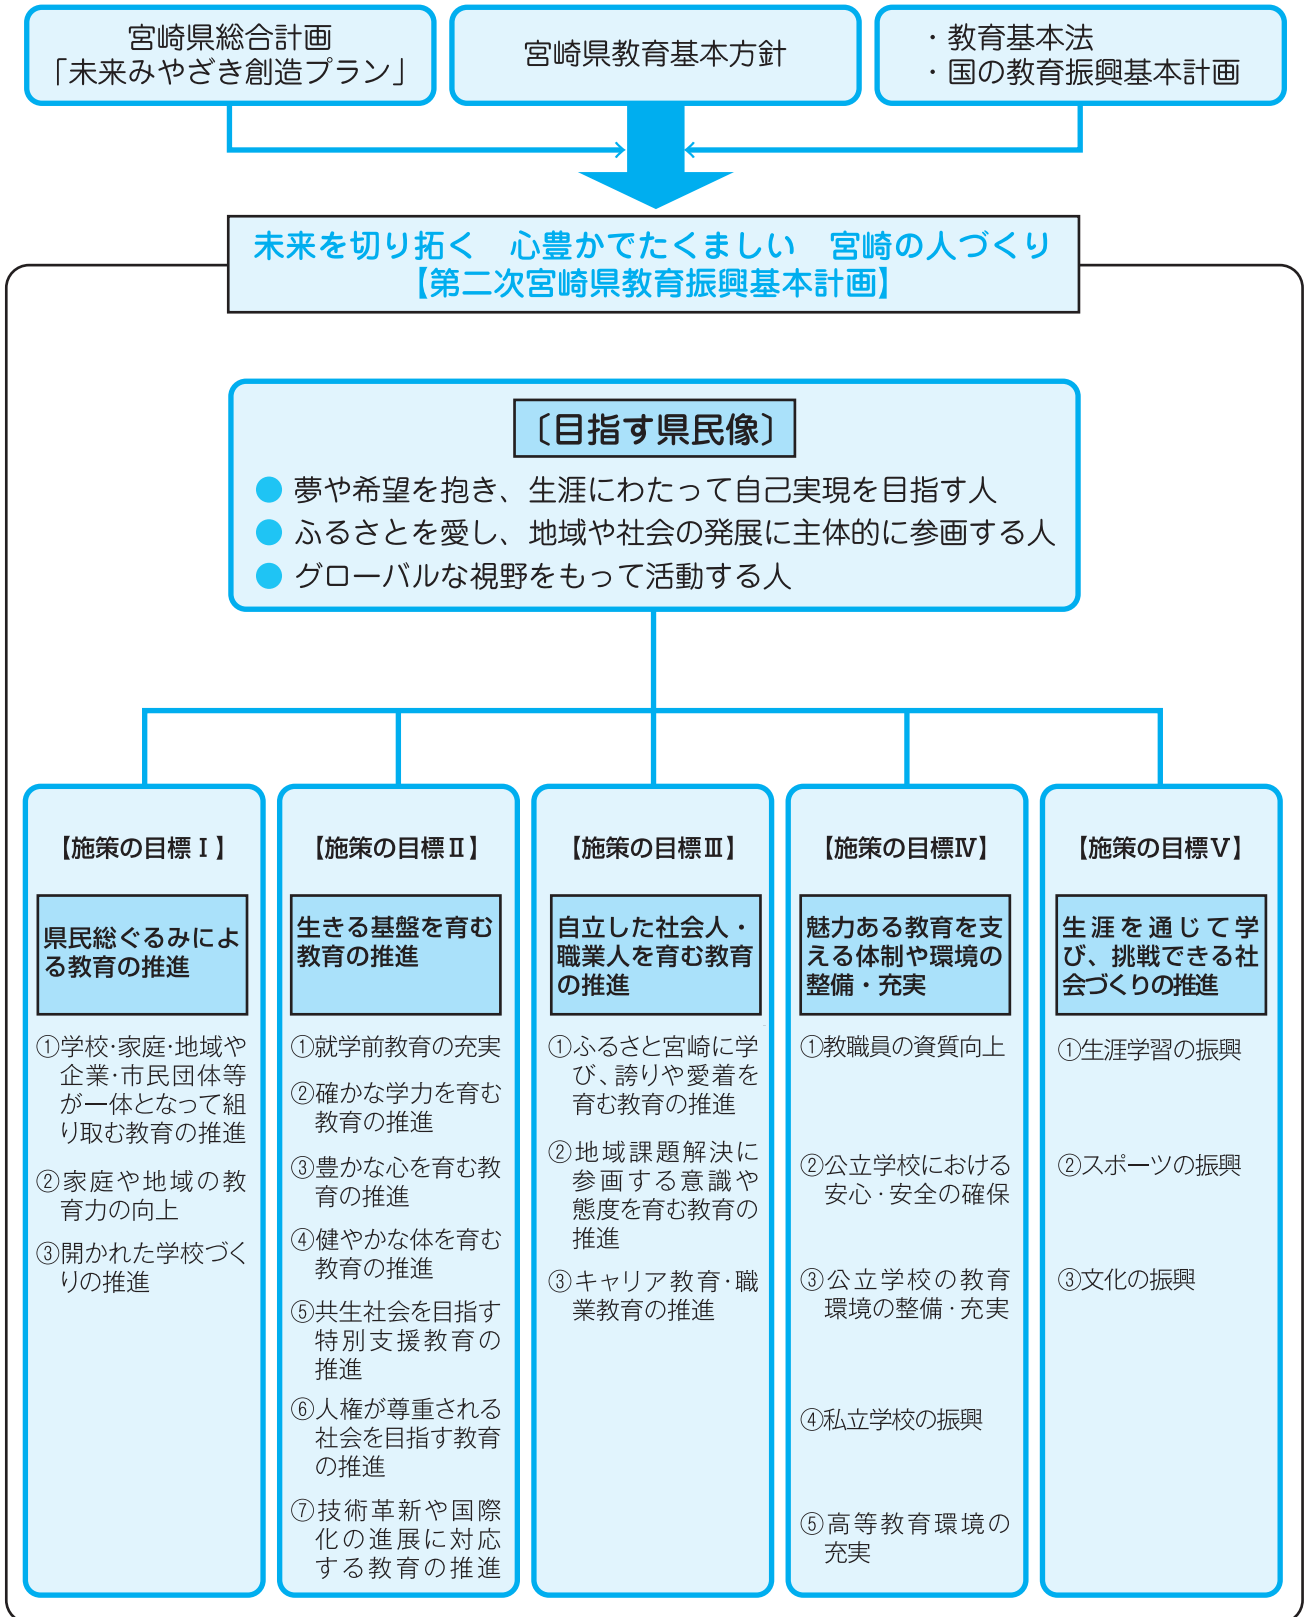 宮崎県総合計画
「未来みやざき創造プラン」
宮崎県教育基本方針
・教育基本法
・国の教育振興基本計画
未来を切り拓く　心豊かでたくましい　宮崎の人づくり
【第二次宮崎県教育振興基本計画】
〔目指す県民像〕
● 夢や希望を抱き、生涯にわたって自己実現を目指す人
● ふるさとを愛し、地域や社会の発展に主体的に参画する人
● グローバルな視野をもって活動する人
【施策の目標Ⅰ】
県民総ぐるみによ
る教育の推進
①学校・家庭・地域や
企業・市民団体等
が一体となって組
り取む教育の推進
②家庭や地域の教
育力の向上
③開かれた学校づく
りの推進
【施策の目標Ⅱ】
生きる基盤を育む
教育の推進
①就学前教育の充実
②確かな学力を育む
教育の推進
③豊かな心を育む教
育の推進
④健やかな体を育む
教育の推進
⑤共生社会を目指す
特別支援教育の
推進
⑥人権が尊重される
社会を目指す教育
の推進
⑦技術革新や国際
化の進展に対応
する教育の推進
【施策の目標Ⅲ】
自立した社会人・
職業人を育む教育
の推進
①ふるさと宮崎に学
び、誇りや愛着を
育む教育の推進
②地域課題解決に
参画する意識や
態度を育む教育の
推進
③キャリア教育・職
業教育の推進
【施策の目標Ⅳ】
魅力ある教育を支
える体制や環境の
整備・充実
①教職員の資質向上
②公立学校における
安心・安全の確保
③公立学校の教育
環境の整備・充実
④私立学校の振興
⑤高等教育環境の
充実
【施策の目標Ⅴ】
生涯を通じて学
び、挑戦できる社
会づくりの推進
①生涯学習の振興
②スポーツの振興
③文化の振興